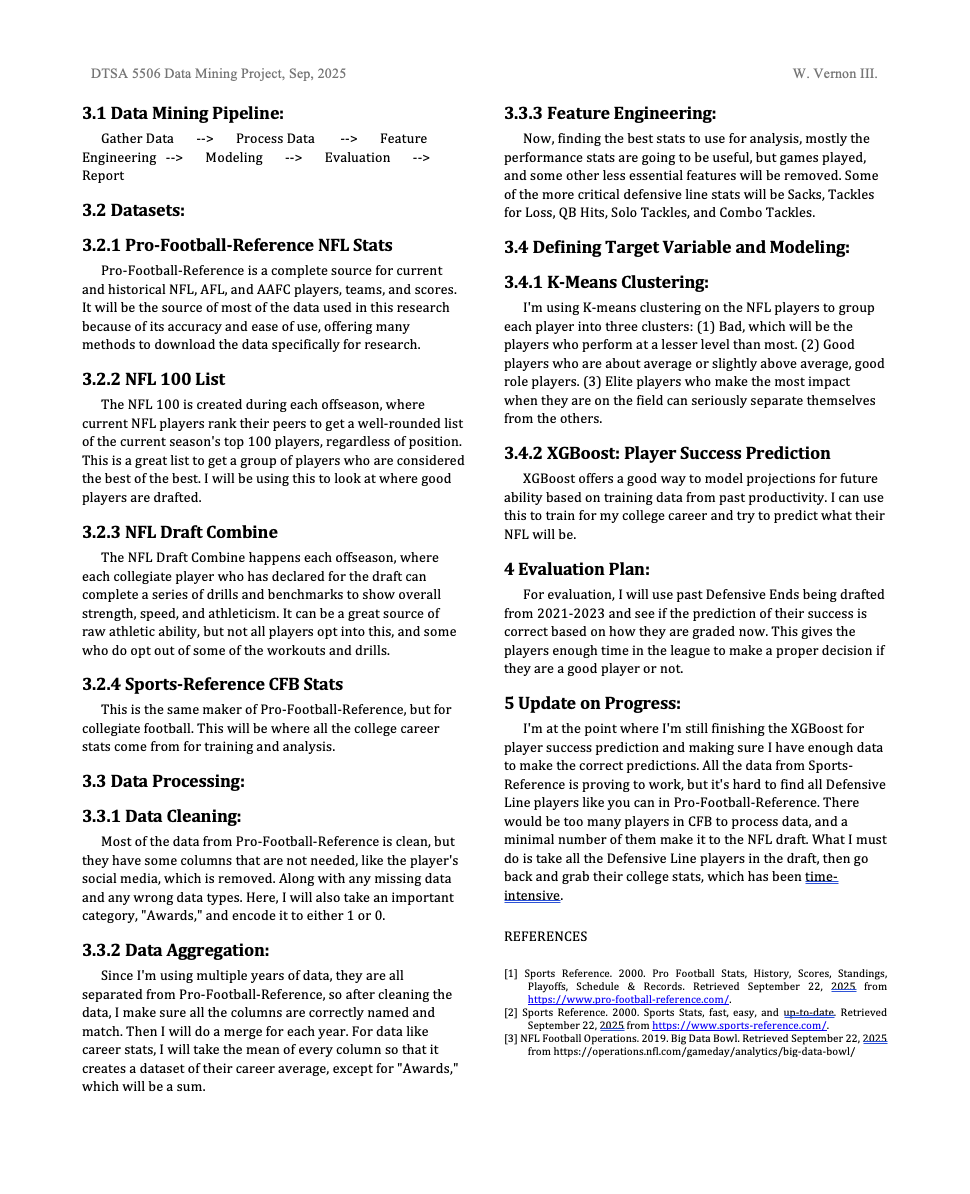 DTSA 5506 Data Mining Project, Sep, 2025
W. Vernon III.
3.1 Data Mining Pipeline:
Gather Data --> Process Data --> Feature
Engineering --> Modeling --> Evaluation -->
Report
3.2 Datasets:
3.2.1 Pro-Football-Reference NFL Stats
Pro-Football-Reference is a complete source for current
and historical NFL, AFL, and AAFC players, teams, and scores.
It will be the source of most of the data used in this research
because of its accuracy and ease of use, offering many
methods to download the data specifically for research.
3.2.2 NFL 100 List
The NFL 100 is created during each offseason, where
current NFL players rank their peers to get a well-rounded list
of the current season's top 100 players, regardless of position.
This is a great list to get a group of players who are considered
the best of the best. I will be using this to look at where good
players are drafted.
3.2.3 NFL Draft Combine
The NFL Draft Combine happens each offseason, where
each collegiate player who has declared for the draft can
complete a series of drills and benchmarks to show overall
strength, speed, and athleticism. It can be a great source of
raw athletic ability, but not all players opt into this, and some
who do opt out of some of the workouts and drills.
3.2.4 Sports-Reference CFB Stats
This is the same maker of Pro-Football-Reference, but for
collegiate football. This will be where all the college career
stats come from for training and analysis.
3.3 Data Processing:
3.3.1 Data Cleaning:
Most of the data from Pro-Football-Reference is clean, but
they have some columns that are not needed, like the player's
social media, which is removed. Along with any missing data
and any wrong data types. Here, I will also take an important
category, "Awards," and encode it to either 1 or 0.
3.3.2 Data Aggregation:
Since I'm using multiple years of data, they are all
separated from Pro-Football-Reference, so after cleaning the
data, I make sure all the columns are correctly named and
match. Then I will do a merge for each year. For data like
career stats, I will take the mean of every column so that it
creates a dataset of their career average, except for "Awards,"
which will be a sum.
3.3.3 Feature Engineering:
Now, finding the best stats to use for analysis, mostly the
performance stats are going to be useful, but games played,
and some other less essential features will be removed. Some
of the more critical defensive line stats will be Sacks, Tackles
for Loss, QB Hits, Solo Tackles, and Combo Tackles.
3.4 Defining Target Variable and Modeling:
3.4.1 K-Means Clustering:
I'm using K-means clustering on the NFL players to group
each player into three clusters: (1) Bad, which will be the
players who perform at a lesser level than most. (2) Good
players who are about average or slightly above average, good
role players. (3) Elite players who make the most impact
when they are on the field can seriously separate themselves
from the others.
3.4.2 XGBoost: Player Success Prediction
XGBoost offers a good way to model projections for future
ability based on training data from past productivity. I can use
this to train for my college career and try to predict what their
NFL will be.
4 Evaluation Plan:
For evaluation, I will use past Defensive Ends being drafted
from 2021-2023 and see if the prediction of their success is
correct based on how they are graded now. This gives the
players enough time in the league to make a proper decision if
they are a good player or not.
5 Update on Progress:
I'm at the point where I'm still finishing the XGBoost for
player success prediction and making sure I have enough data
to make the correct predictions. All the data from Sports-
Reference is proving to work, but it's hard to find all Defensive
Line players like you can in Pro-Football-Reference. There
would be too many players in CFB to process data, and a
minimal number of them make it to the NFL draft. What I must
do is take all the Defensive Line players in the draft, then go
back and grab their college stats, which has been time-
intensive.
REFERENCES
[1] Sports Reference. 2000. Pro Football Stats, History, Scores, Standings,
Playoffs, Schedule & Records. Retrieved September 22, 2025 from
https://www.pro-football-reference.com/.
[2] Sports Reference. 2000. Sports Stats, fast, easy, and up-to-date. Retrieved
September 22, 2025 from https://www.sports-reference.com/.
[3] NFL Football Operations. 2019. Big Data Bowl. Retrieved September 22, 2025
from https://operations.nfl.com/gameday/analytics/big-data-bowl/